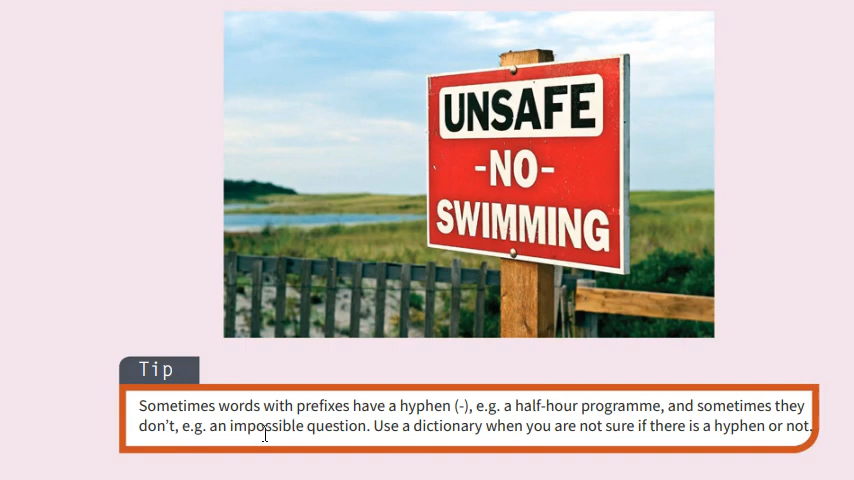 UNSAFE
-NO-
SWIMMING
Tip
Sometimes words with prefixes have a hyphen (-), e.g. a half-hour programme, and sometimes they
don’t, e.g. an impossible question. Use a dictionary when you are not sure if there is a hyphen or not.